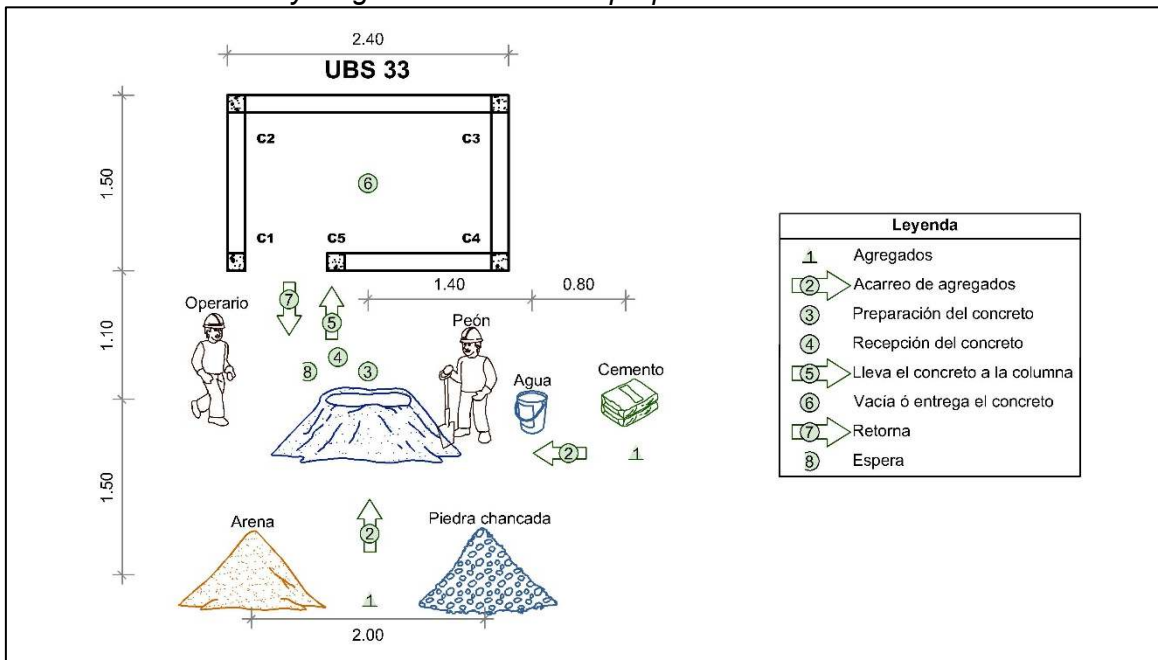 2.40
UBS 33
C2
C3
6
1.50
C1
C5
C4
1.40
0.80
Operario
7
5
Peón
1.10
4
8
3
Agua
Cemento
2
1
1.50
Arena
2
Piedra chancada
1
2.00
Leyenda
1 Agregados
2 Acarreo de agregados
3 Preparación del concreto
4 Recepción del concreto
5 Lleva el concreto a la columna
6 Vacía ó entrega el concreto
7 Retorna
8 Espera